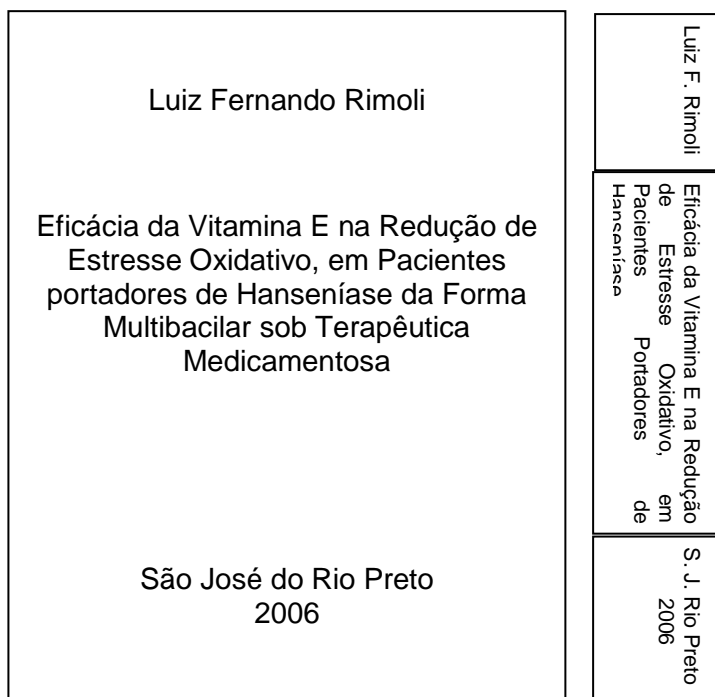 Luiz Fernando Rimoli
Eficácia da Vitamina E na Redução de
Estresse Oxidativo, em Pacientes
portadores de Hanseníase da Forma
Multibacilar sob Terapêutica
Medicamentosa
São José do Rio Preto
2006
Luiz F. Rimoli
Eficácia da Vitamina E na Redução
de Estresse Oxidativo, em
Pacientes Portadores de
Hanseníase
S. J. Rio Preto
2006